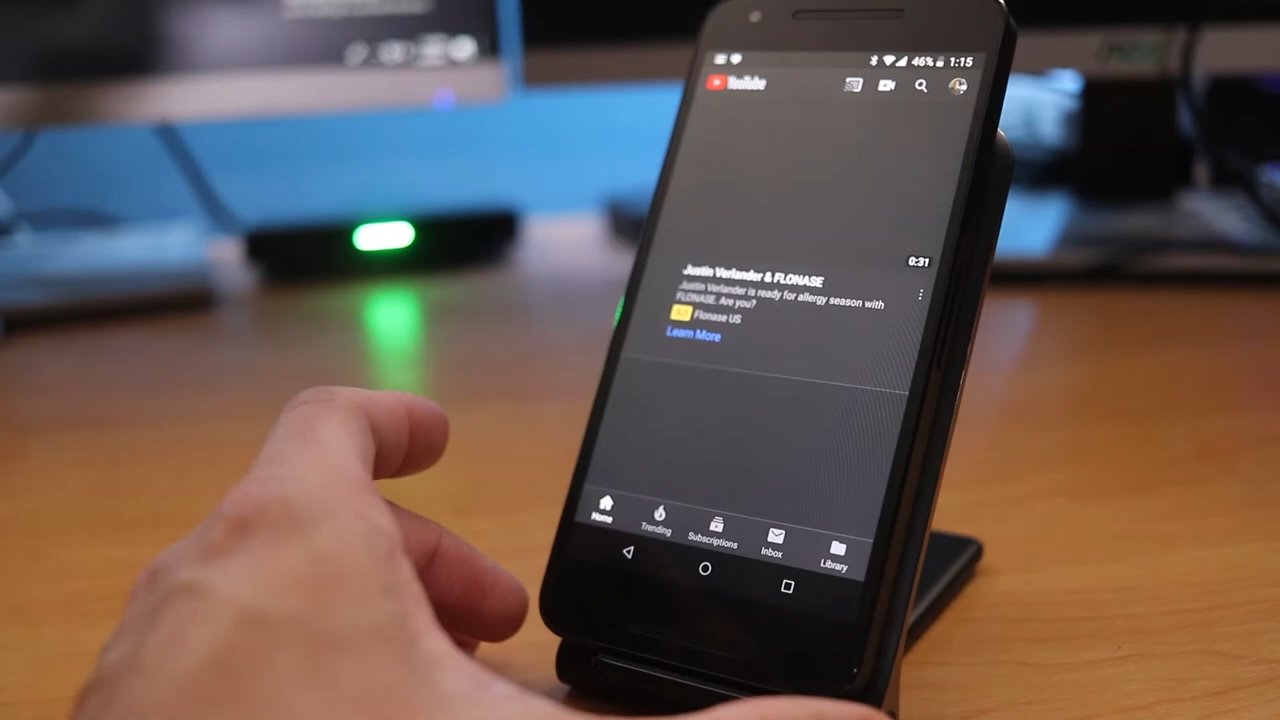 46% 1:15
YouTube
0:31
Justin Verlander & FLONASE
Justin Verlander is ready for allergy season with
FLONASE. Are you?
Ad Flonase US
Learn More
Home Trending Subscriptions Inbox Library